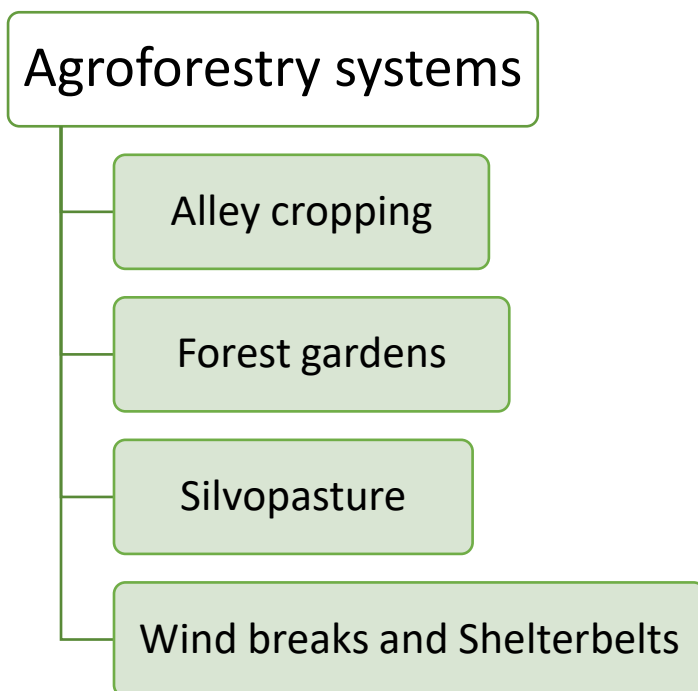 Agroforestry systems
Alley cropping
Forest gardens
Silvopasture
Wind breaks and Shelterbelts